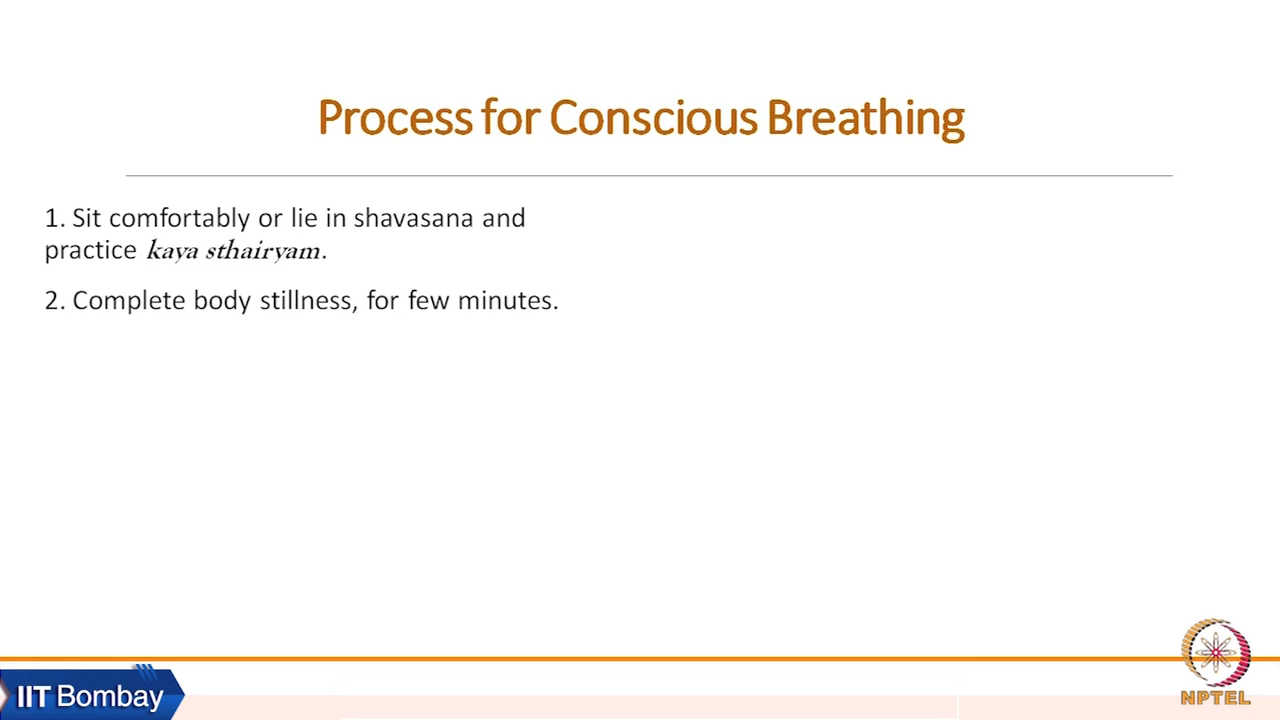 Process for Conscious Breathing
1. Sit comfortably or lie in shavasana and
practice kaya sthairyam.
2. Complete body stillness, for few minutes.
IIT Bombay
NPTEL